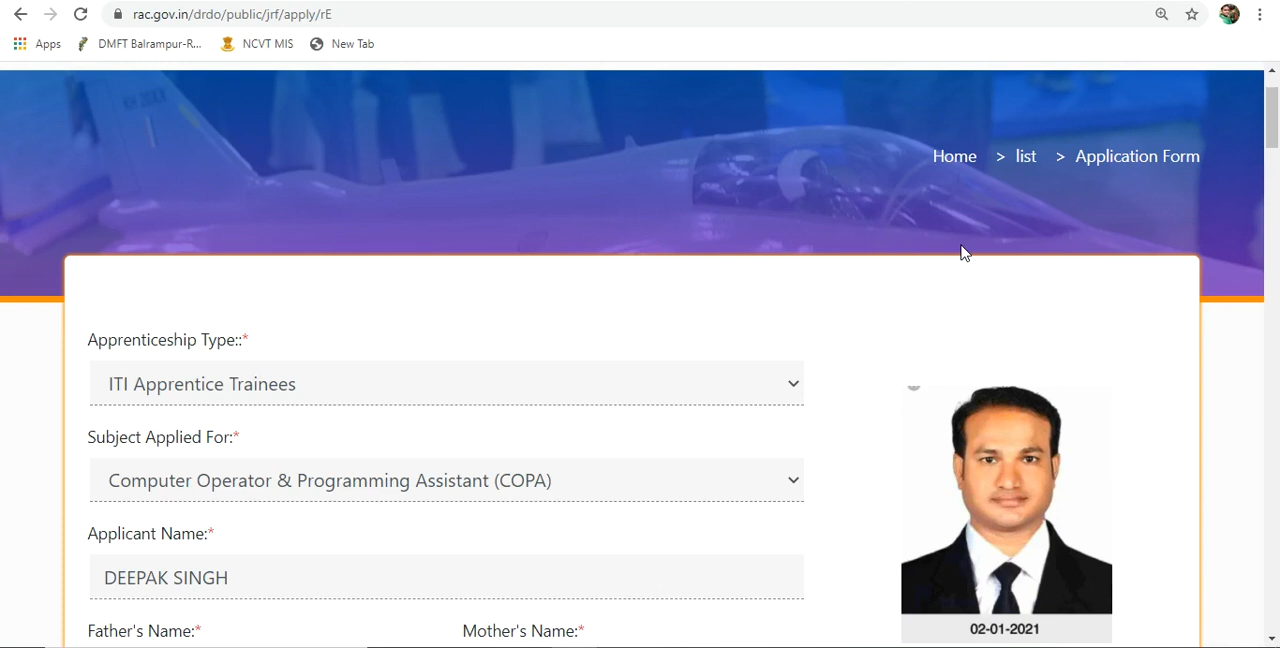 rac.gov.in/drdo/public/jrf/apply/rE
Apps DMFT Balrampur-R... NCVT MIS New Tab
Home > list > Application Form
Apprenticeship Type::*
ITI Apprentice Trainees
Subject Applied For:*
Computer Operator & Programming Assistant (COPA)
Applicant Name:*
DEEPAK SINGH
Father's Name:* Mother's Name:*
02-01-2021